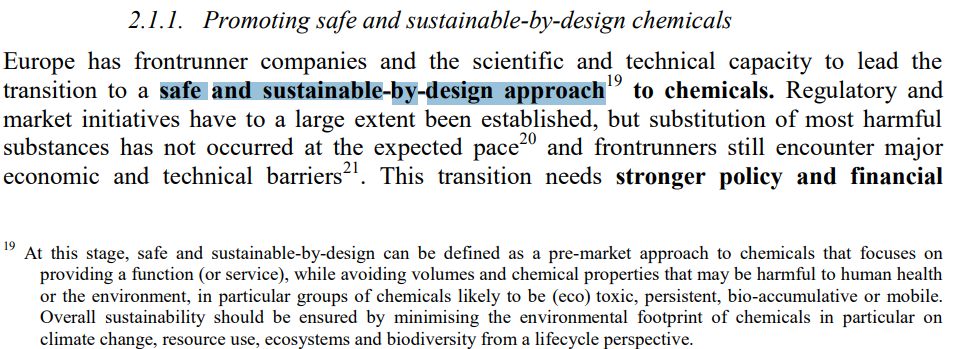 2.1.1. Promoting safe and sustainable-by-design chemicals
Europe has frontrunner companies and the scientific and technical capacity to lead the
transition to a safe and sustainable-by-design approach19 to chemicals. Regulatory and
market initiatives have to a large extent been established, but substitution of most harmful
substances has not occurred at the expected pace20 and frontrunners still encounter major
economic and technical barriers21. This transition needs stronger policy and financial
19 At this stage, safe and sustainable-by-design can be defined as a pre-market approach to chemicals that focuses on
providing a function (or service), while avoiding volumes and chemical properties that may be harmful to human health
or the environment, in particular groups of chemicals likely to be (eco) toxic, persistent, bio-accumulative or mobile.
Overall sustainability should be ensured by minimising the environmental footprint of chemicals in particular on
climate change, resource use, ecosystems and biodiversity from a lifecycle perspective.